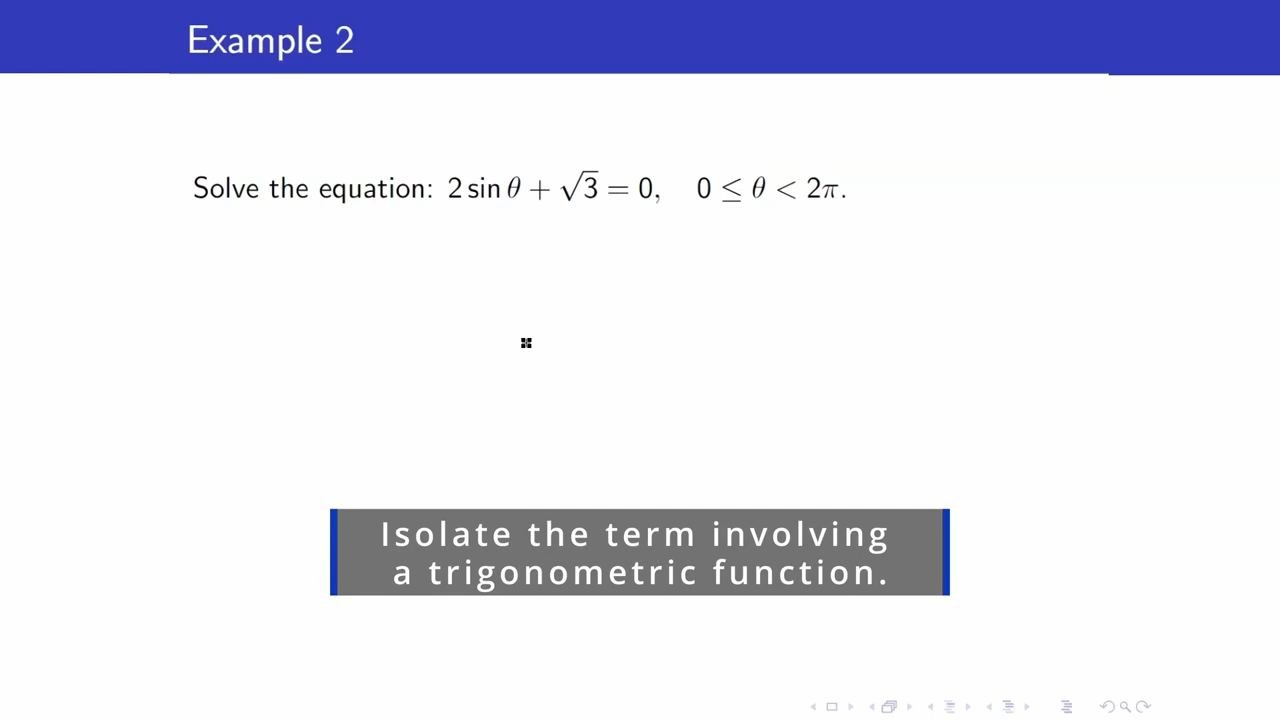 Example 2
Solve the equation: 2 sin θ + √3 = 0, 0 ≤ θ < 2π.
Isolate the term involving
a trigonometric function.